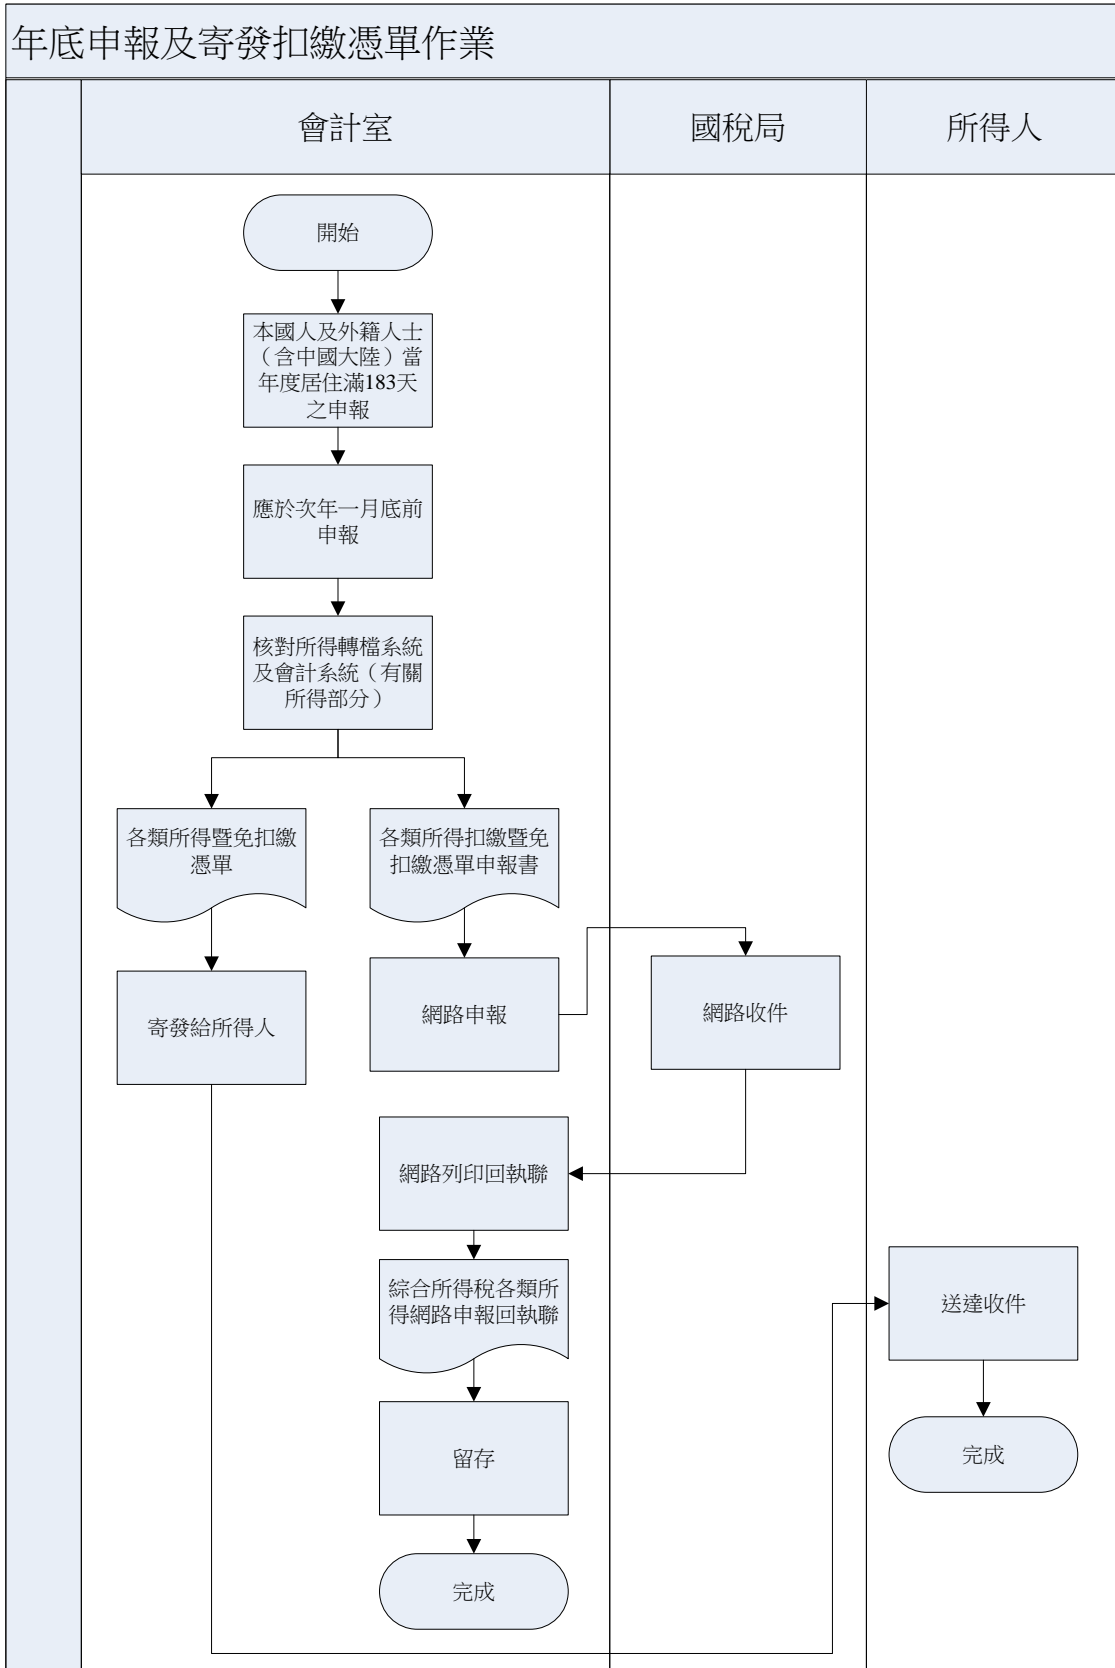 年底申報及寄發扣繳憑單作業
會計室
國稅局
所得人
開始
本國人及外籍人士
（含中國大陸）當
年度居住滿183天
之申報
應於次年一月底前
申報
核對所得轉檔系統
及會計系統（有關
所得部分）
各類所得暨免扣繳
憑單
各類所得扣繳暨免
扣繳憑單申報書
寄發給所得人
網路申報
網路收件
網路列印回執聯
綜合所得稅各類所
得網路申報回執聯
送達收件
留存
完成
完成